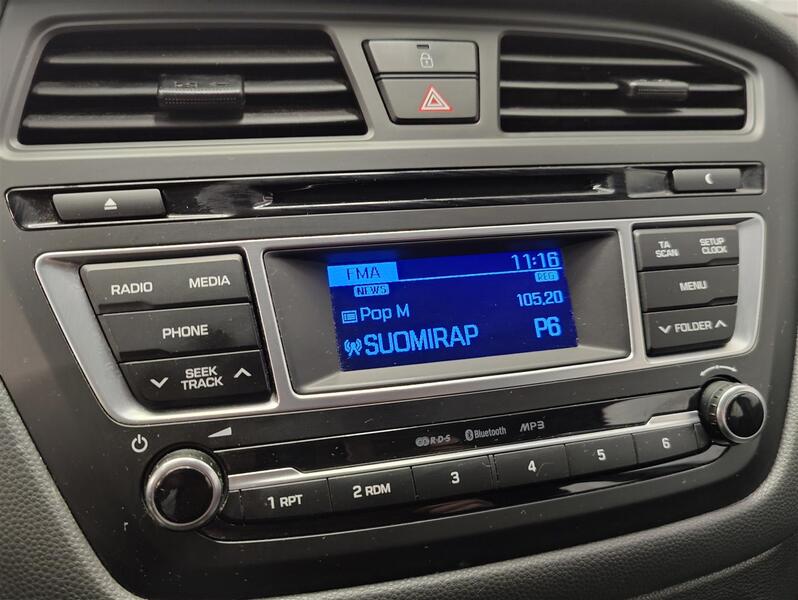 RADIO MEDIA
PHONE
SEEK
TRACK
FMA 11:16
NEWS REG
Pop M 105,20
SUOMIRAP P6
TA
SCAN
SETUP
CLOCK
MENU
FOLDER
R·D·S Bluetooth MP3
1 RPT 2 RDM 3 4 5 6